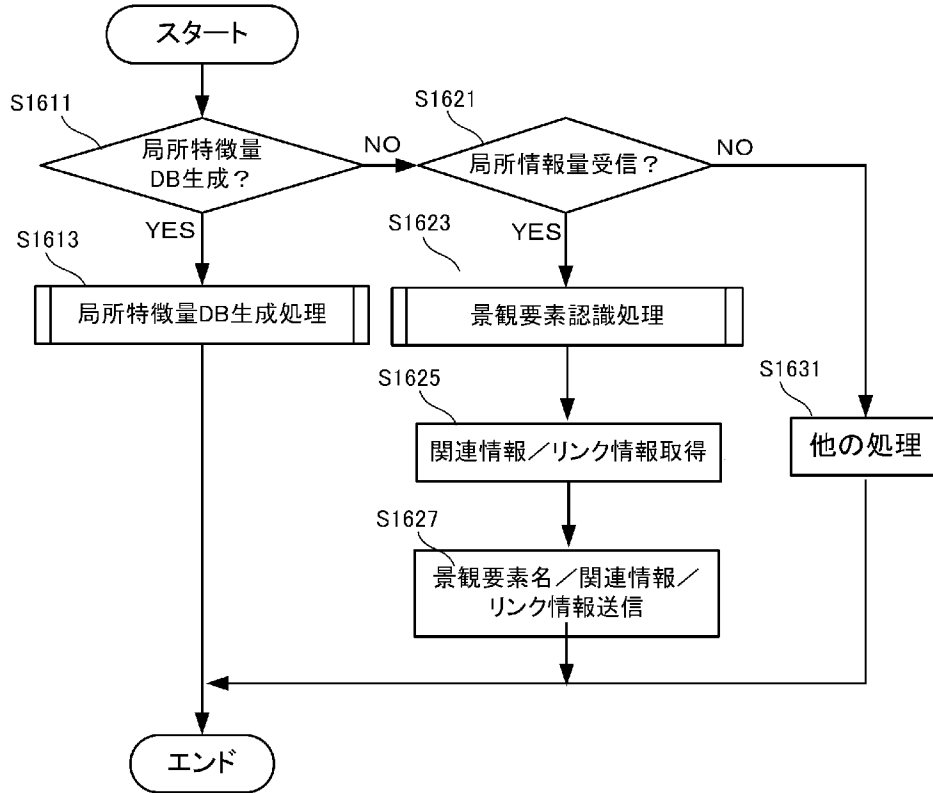 スタート
S1611
局所特徴量
DB生成？
NO
S1621
局所情報量受信？
NO
YES
YES
S1613
局所特徴量DB生成処理
S1623
景観要素認識処理
S1625
関連情報／リンク情報取得
S1631
他の処理
S1627
景観要素名／関連情報／
リンク情報送信
エンド